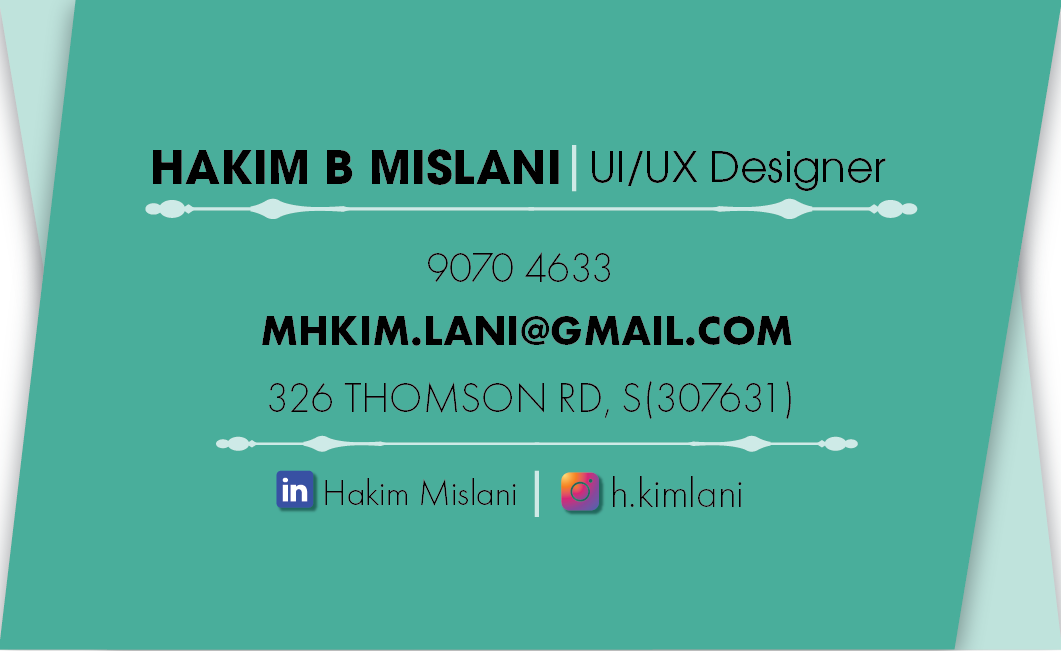 HAKIM B MISLANI | UI/UX Designer
9070 4633
MHKIM.LANI@GMAIL.COM
326 THOMSON RD, S(307631)
in Hakim Mislani | h.kimlani